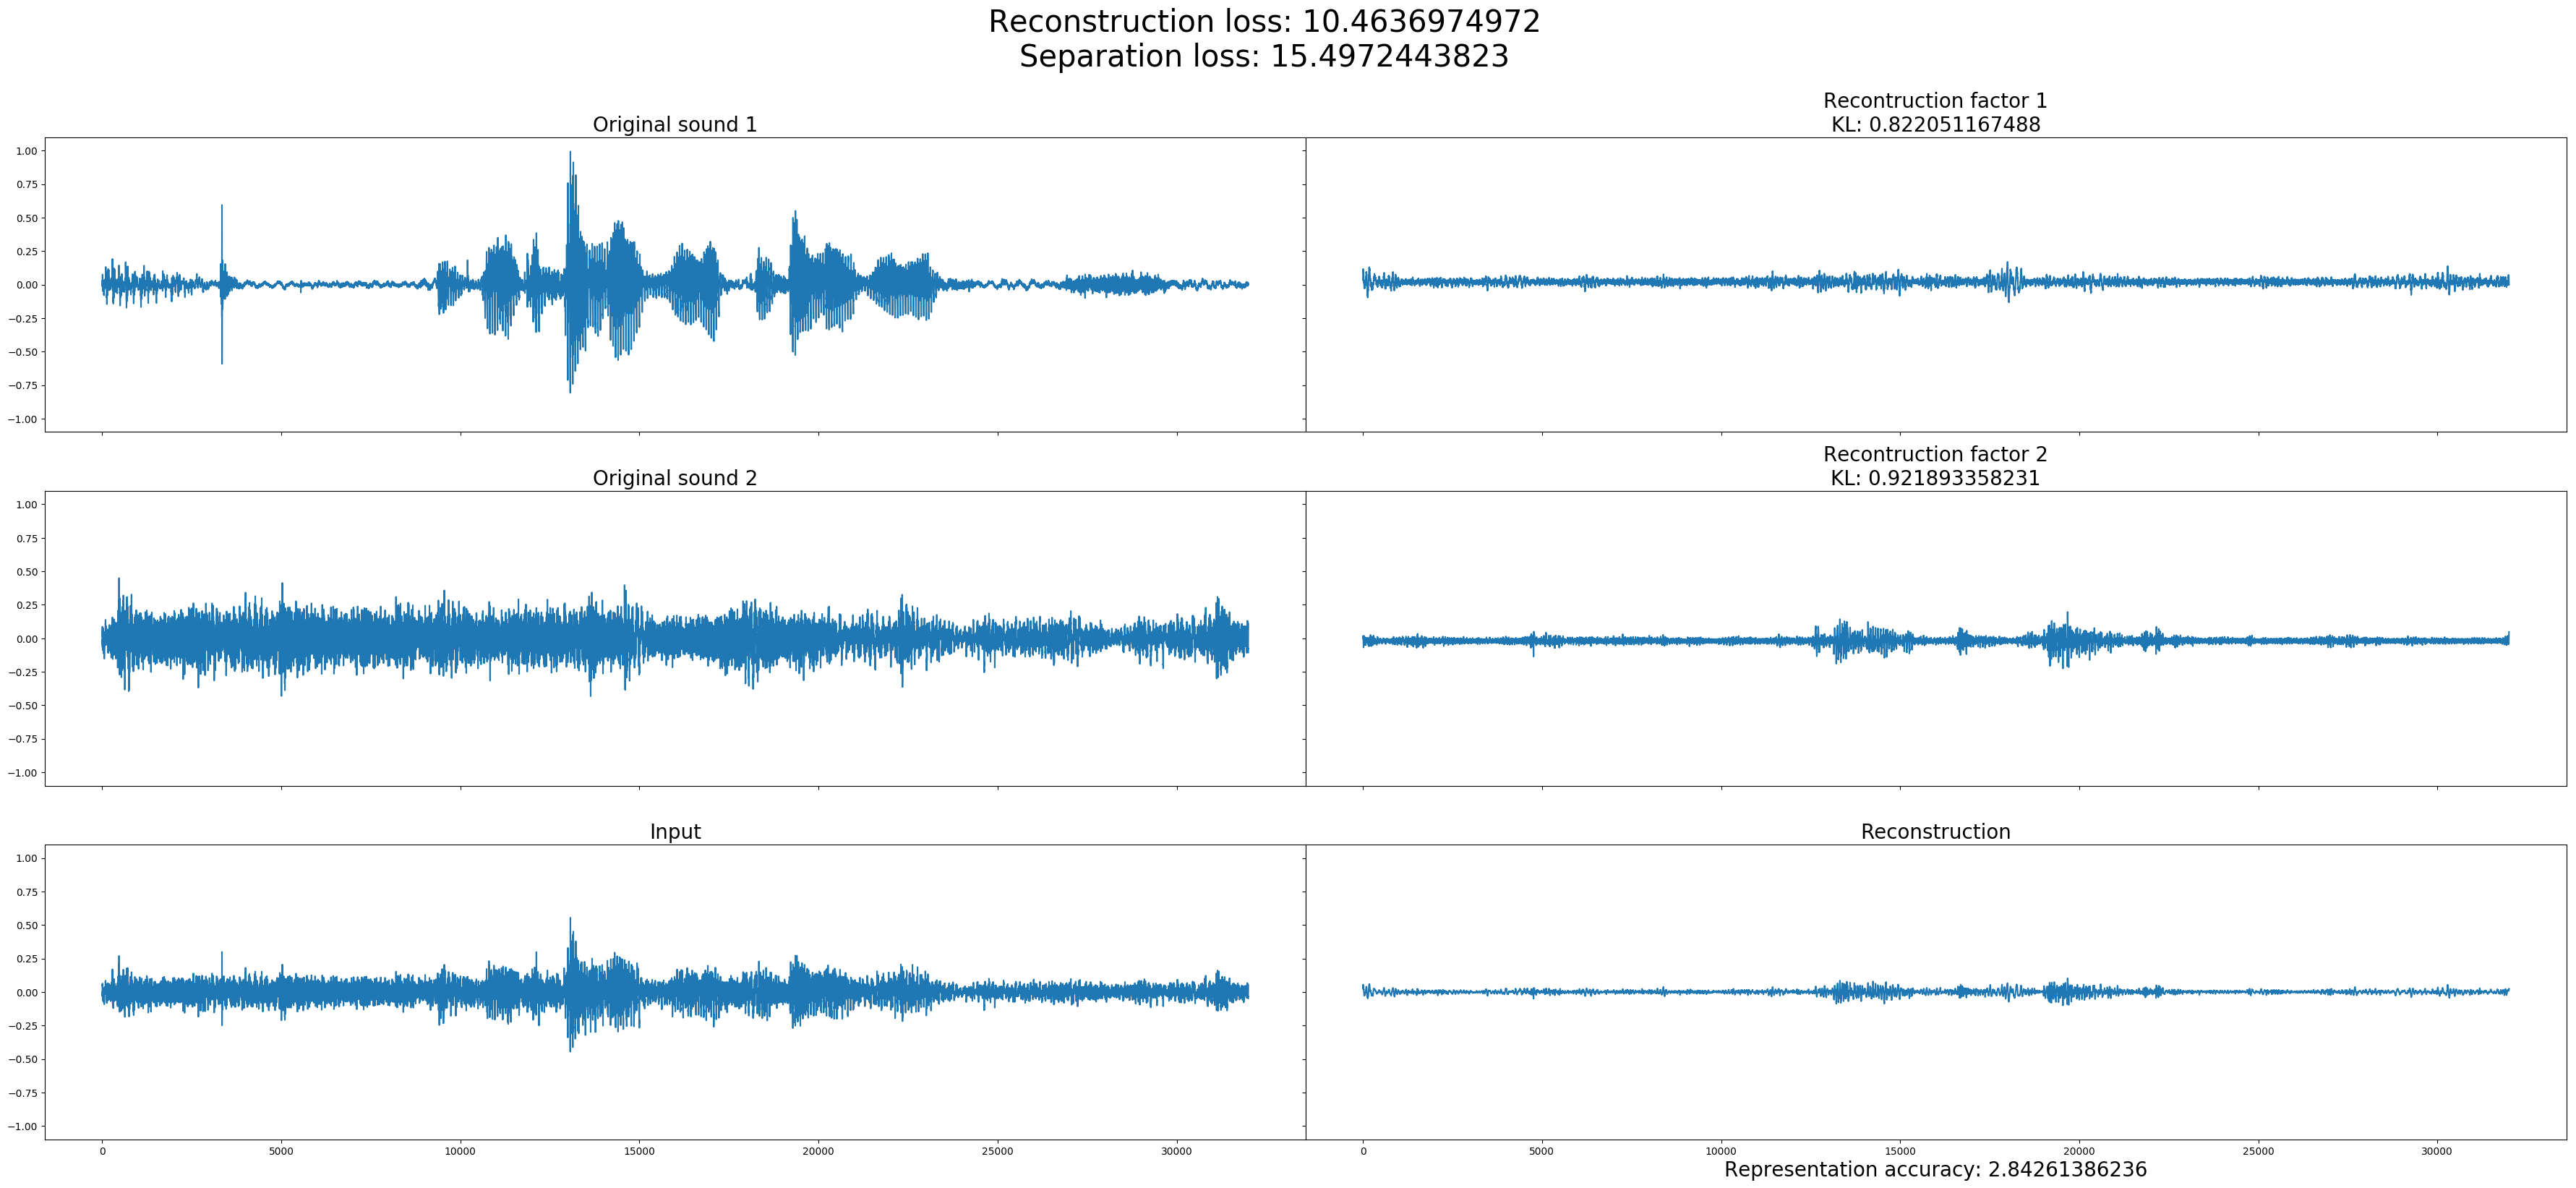 Reconstruction loss: 10.4636974972
Separation loss: 15.4972443823
Original sound 1
Recontruction factor 1
KL: 0.822051167488
1.00
0.75
0.50
0.25
0.00
−0.25
−0.50
−0.75
−1.00
Original sound 2
Recontruction factor 2
KL: 0.921893358231
1.00
0.75
0.50
0.25
0.00
−0.25
−0.50
−0.75
−1.00
Input
Reconstruction
1.00
0.75
0.50
0.25
0.00
−0.25
−0.50
−0.75
−1.00
0 5000 10000 15000 20000 25000 30000
0 5000 10000 15000 20000 25000 30000
Representation accuracy: 2.84261386236